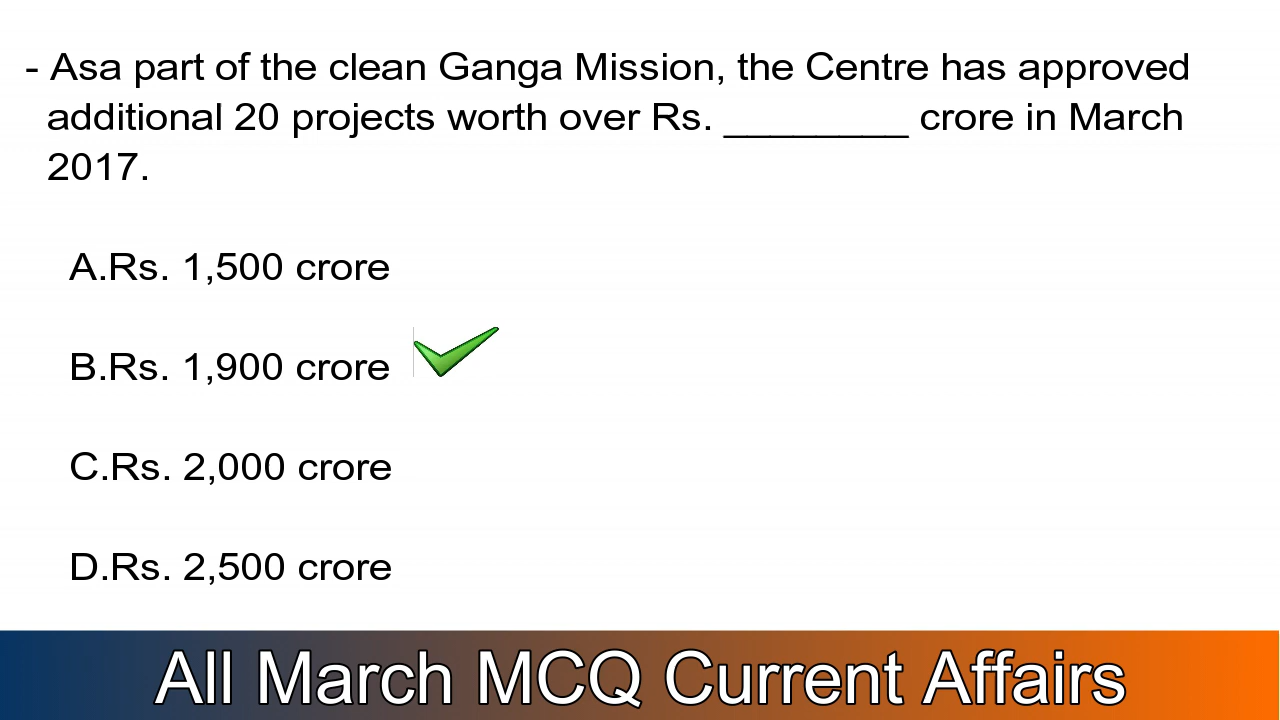 - Asa part of the clean Ganga Mission, the Centre has approved
additional 20 projects worth over Rs. ________ crore in March
2017.
A.Rs. 1,500 crore
B.Rs. 1,900 crore
C.Rs. 2,000 crore
D.Rs. 2,500 crore
All March MCQ Current Affairs